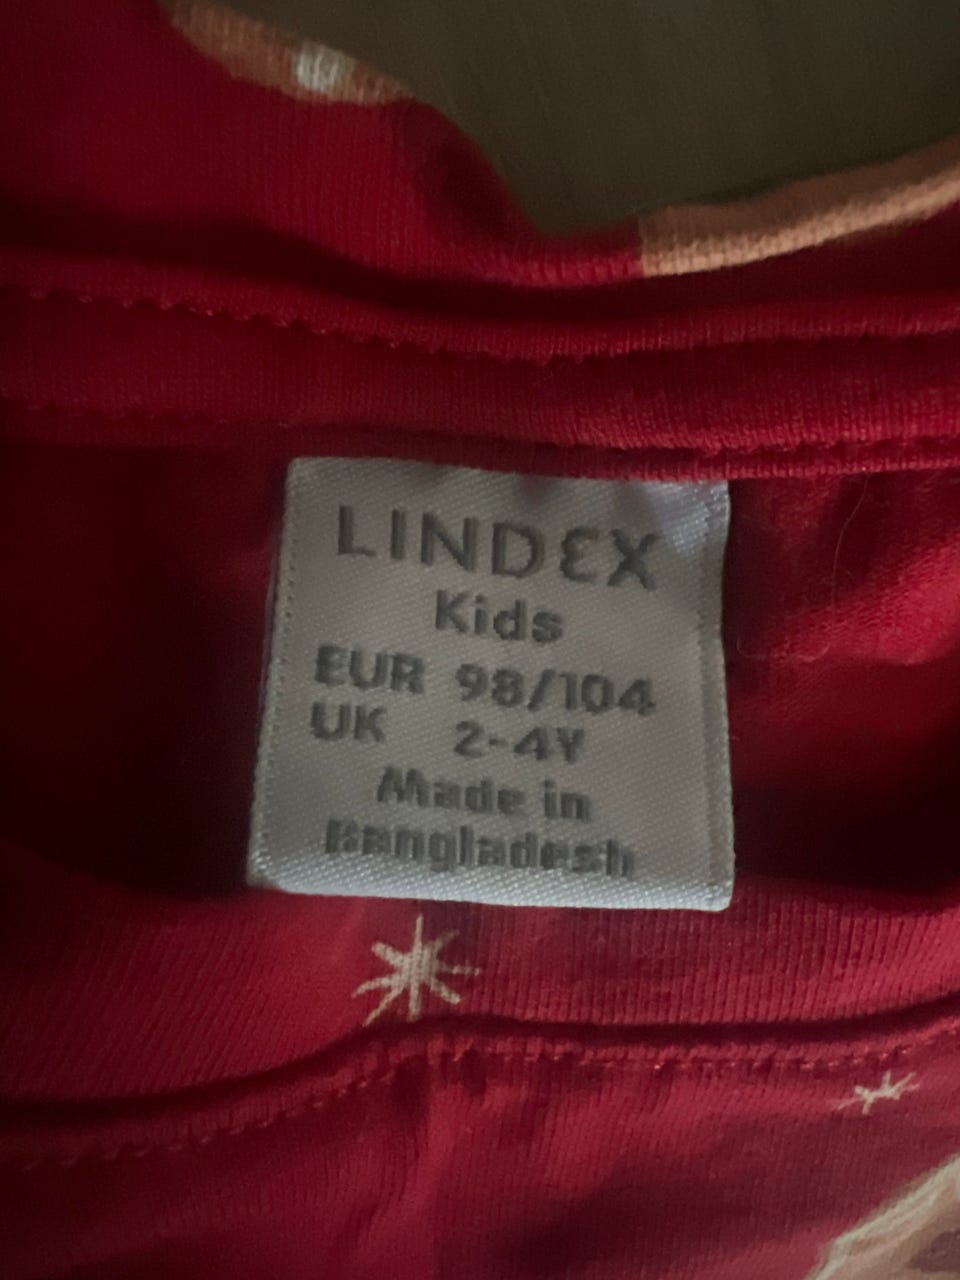 LINDEX
Kids
EUR 98/104
UK 2-4Y
Made in
Bangladesh